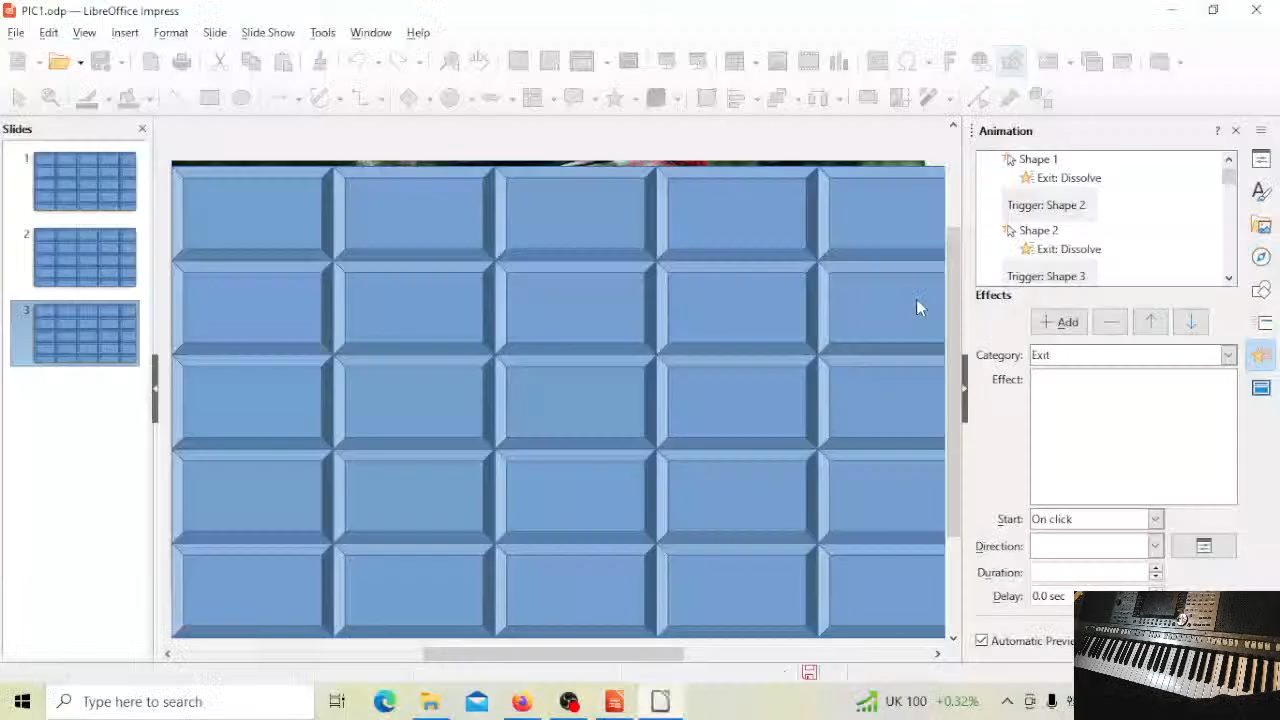 PIC1.odp — LibreOffice Impress
File Edit View Insert Format Slide Slide Show Tools Window Help
Slides
1
2
3
Animation
?
Shape 1
Exit: Dissolve
Trigger: Shape 2
Shape 2
Exit: Dissolve
Trigger: Shape 3
Effects
Add
Category: Exit
Effect:
Start: On click
Direction:
Duration:
Delay: 0.0 sec
Automatic Previe
Type here to search
UK 100 +0.32%